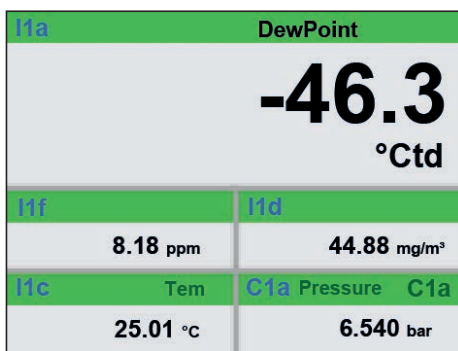 I1a DewPoint
-46.3
°Ctd
I1f I1d
8.18 ppm 44.88 mg/m³
I1c Tem C1a Pressure C1a
25.01 °C 6.540 bar